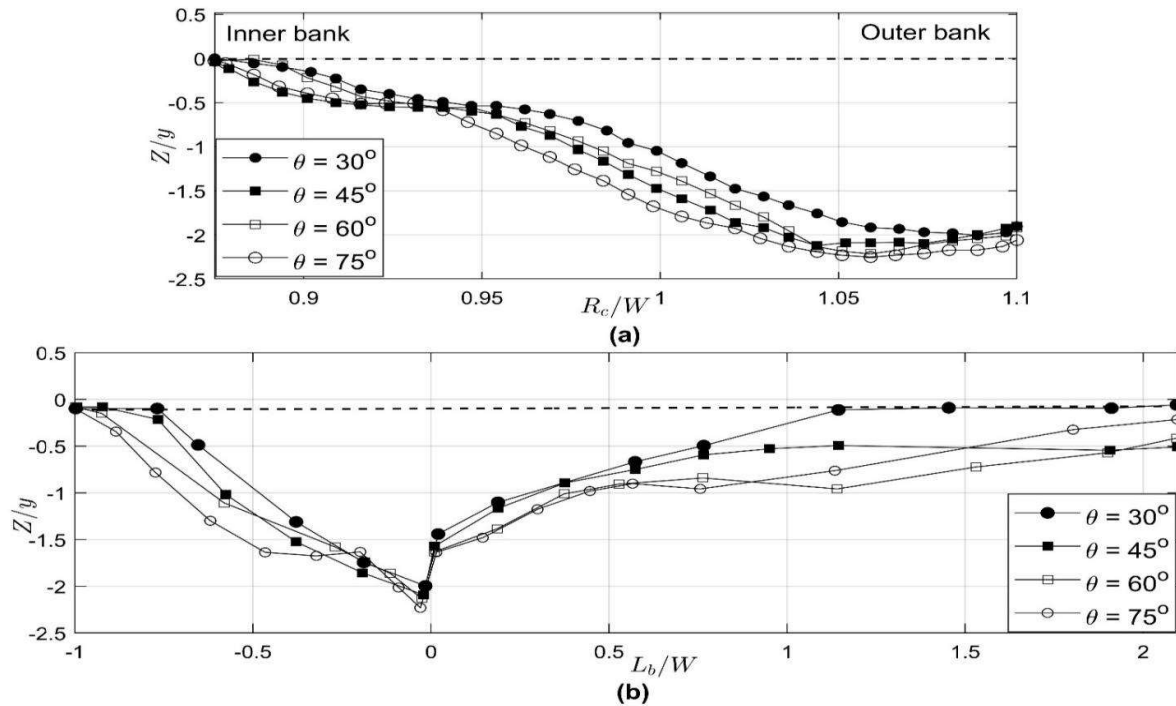 0.5
Inner bank
Outer bank
0
-0.5
-1
-1.5
-2
-2.5
Z/y
θ = 30°
θ = 45°
θ = 60°
θ = 75°
0.9
0.95
1
1.05
1.1
R_c/W
(a)
0.5
0
-0.5
-1
-1.5
-2
-2.5
Z/y
θ = 30°
θ = 45°
θ = 60°
θ = 75°
-1
-0.5
0
0.5
1
1.5
2
L_b/W
(b)